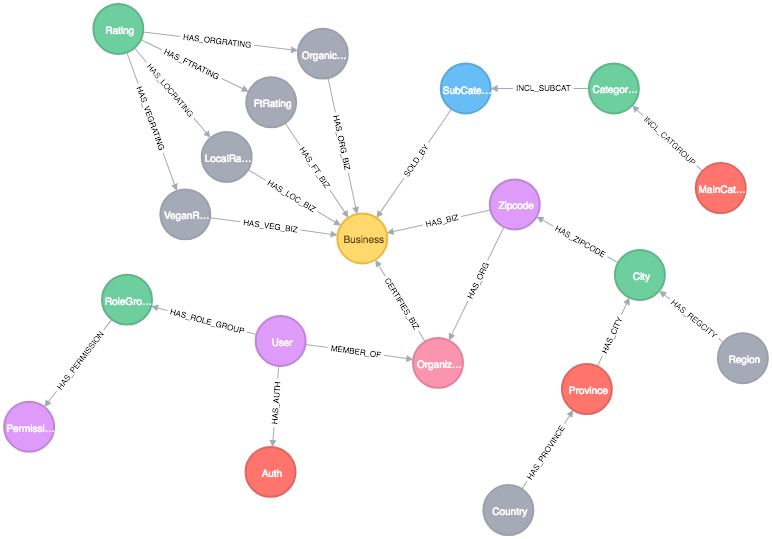 Rating
HAS_ORGRATING
Organic...
HAS_FTRATING
FtRating
HAS_LOCRATING
LocalRa...
HAS_VEGRATING
VeganR...
HAS_ORG_BIZ
HAS_FT_BIZ
HAS_LOC_BIZ
HAS_VEG_BIZ
Business
SubCate...
INCL_SUBCAT
Categor...
INCL_CATGROUP
MainCat...
SOLD_BY
Zipcode
HAS_BIZ
HAS_ZIPCODE
City
HAS_ORG
CERTIFIES_BIZ
HAS_REGCITY
Region
HAS_CITY
Province
HAS_PROVINCE
Country
RoleGro...
HAS_ROLE_GROUP
User
MEMBER_OF
Organiz...
HAS_PERMISSION
Permissi...
HAS_AUTH
Auth